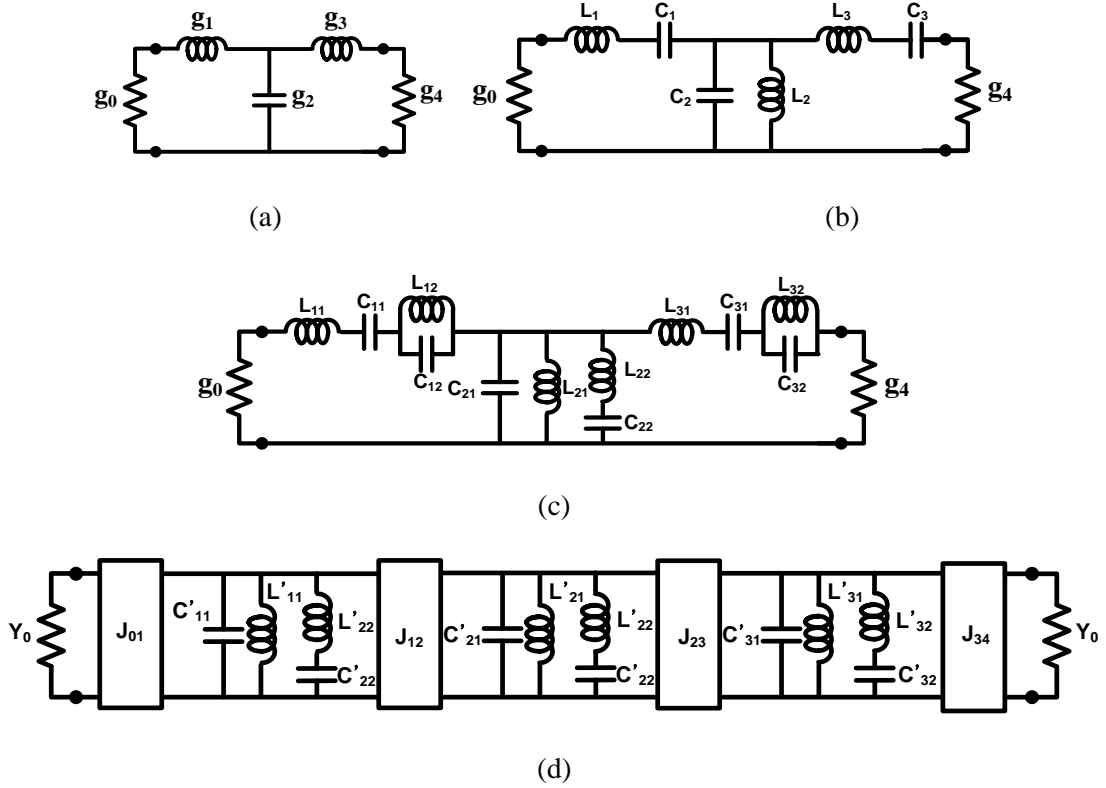 g₁ g₃
g₀ g₂ g₄
(a)
L₁ C₁ L₃ C₃
g₀ C₂ L₂ g₄
(b)
L₁₁ C₁₁ L₁₂ C₁₂ L₃₁ C₃₁ L₃₂ C₃₂
g₀ C₂₁ L₂₁ L₂₂ C₂₂ g₄
(c)
Y₀ J₀₁ C'₁₁ L'₁₁ L'₂₂ C'₂₂ J₁₂ C'₂₁ L'₂₁ L'₂₂ C'₂₂ J₂₃ C'₃₁ L'₃₁ L'₃₂ C'₃₂ J₃₄ Y₀
(d)